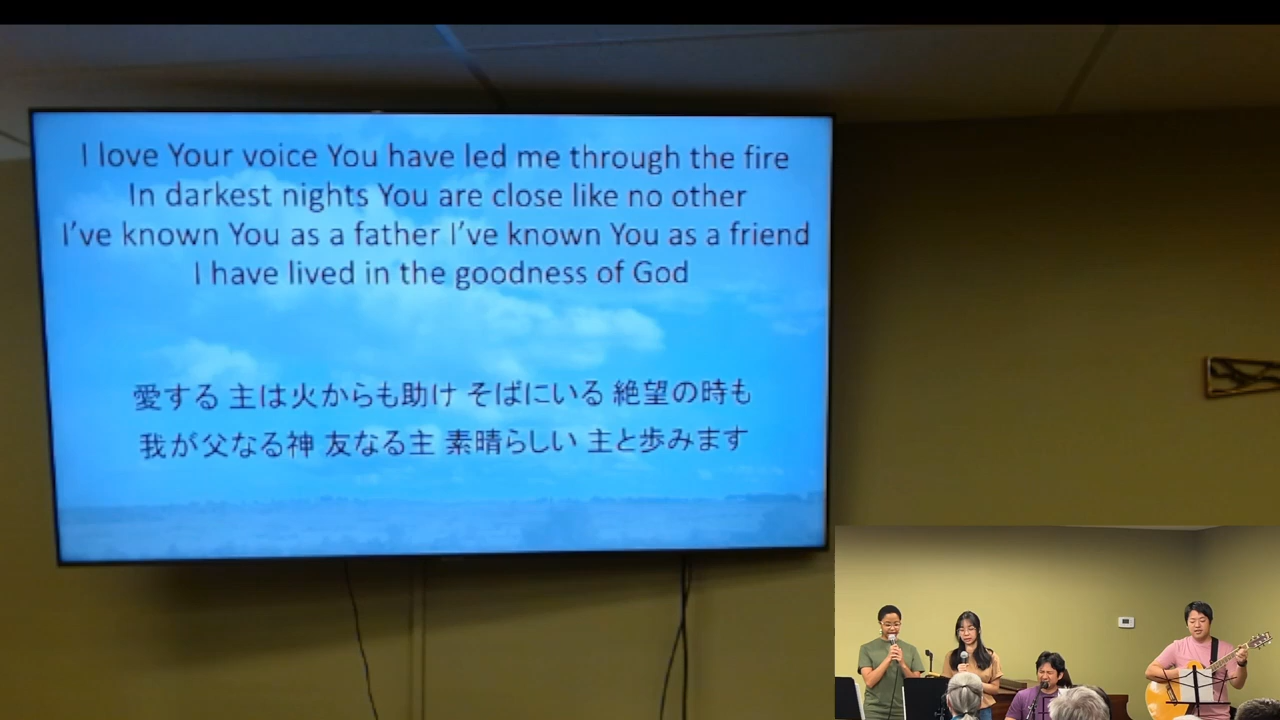 I love Your voice You have led me through the fire
In darkest nights You are close like no other
I've known You as a father I've known You as a friend
I have lived in the goodness of God
愛する 主は火からも助け そばにいる 絶望の時も
我が父なる神 友なる主 素晴らしい 主と歩みます